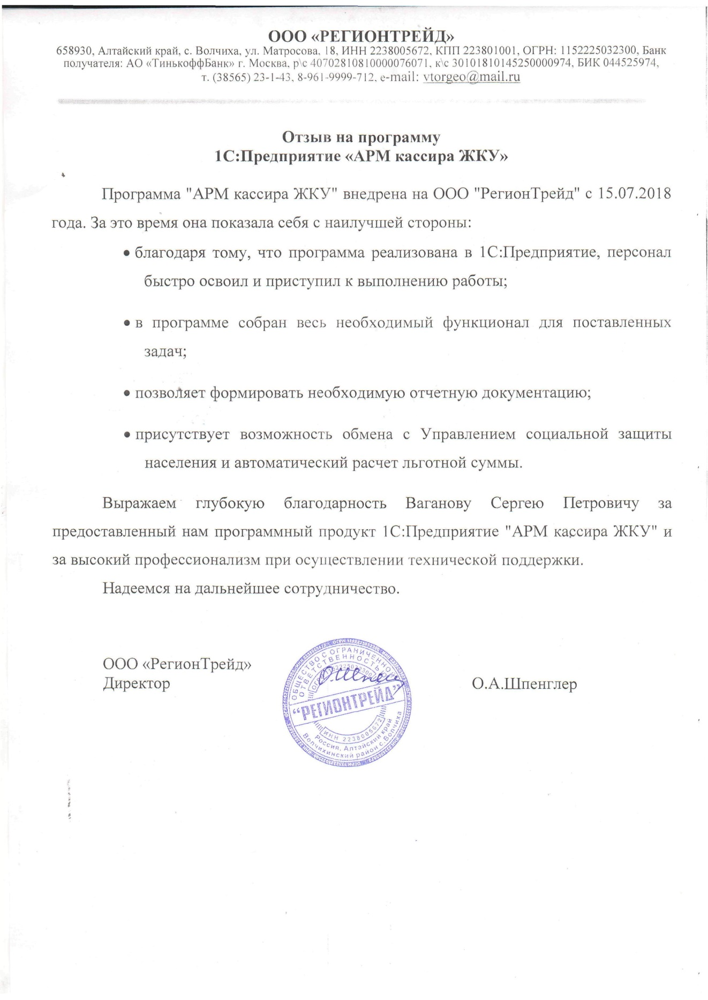 ООО «РЕГИОНТРЕЙД»
658930, Алтайский край, с. Волчиха, ул. Матросова, 18, ИНН 2238005672, КПП 223801001, ОГРН: 1152225032300, Банк
получателя: АО «ТинькоффБанк» г. Москва, р\с 40702810810000076071, к\с 30101810145250000974, БИК 044525974,
т. (38565) 23-1-43, 8-961-9999-712, e-mail: vtorgeo@mail.ru
Отзыв на программу
1С:Предприятие «АРМ кассира ЖКУ»
Программа "АРМ кассира ЖКУ" внедрена на ООО "РегионТрейд" с 15.07.2018
года. За это время она показала себя с наилучшей стороны:
• благодаря тому, что программа реализована в 1С:Предприятие, персонал
быстро освоил и приступил к выполнению работы;
• в программе собран весь необходимый функционал для поставленных
задач;
• позволяет формировать необходимую отчетную документацию;
• присутствует возможность обмена с Управлением социальной защиты
населения и автоматический расчет льготной суммы.
Выражаем глубокую благодарность Ваганову Сергею Петровичу за
предоставленный нам программный продукт 1С:Предприятие "АРМ кассира ЖКУ" и
за высокий профессионализм при осуществлении технической поддержки.
Надеемся на дальнейшее сотрудничество.
ООО «РегионТрейд»
Директор О.А.Шпенглер
ОБЩЕСТВО С ОГРАНИЧЕННОЙ
ОТВЕТСТВЕННОСТЬЮ
"РЕГИОНТРЕЙД"
ИНН 2238005672
Россия, Алтайский край
Волчихинский район с.Волчиха